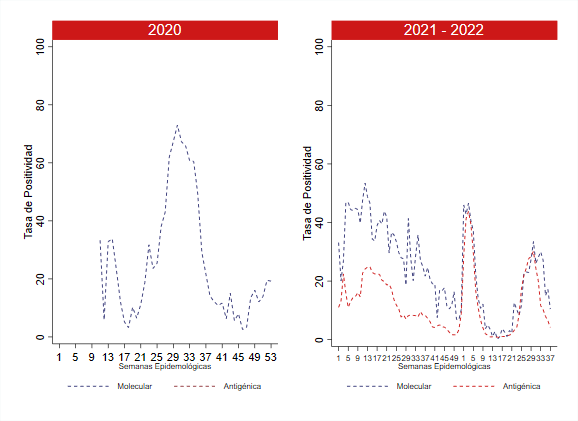 2020
2021 - 2022
Tasa de Positividad
0 20 40 60 80 100
1 5 9 13 17 21 25 29 33 37 41 45 49 53
Semanas Epidemológicas
Molecular Antigénica
Tasa de Positividad
0 20 40 60 80 100
1 5 9 13 17 21 25 29 33 37 41 45 49 1 5 9 13 17 21 25 29 33 37
Semanas Epidemológicas
Molecular Antigénica